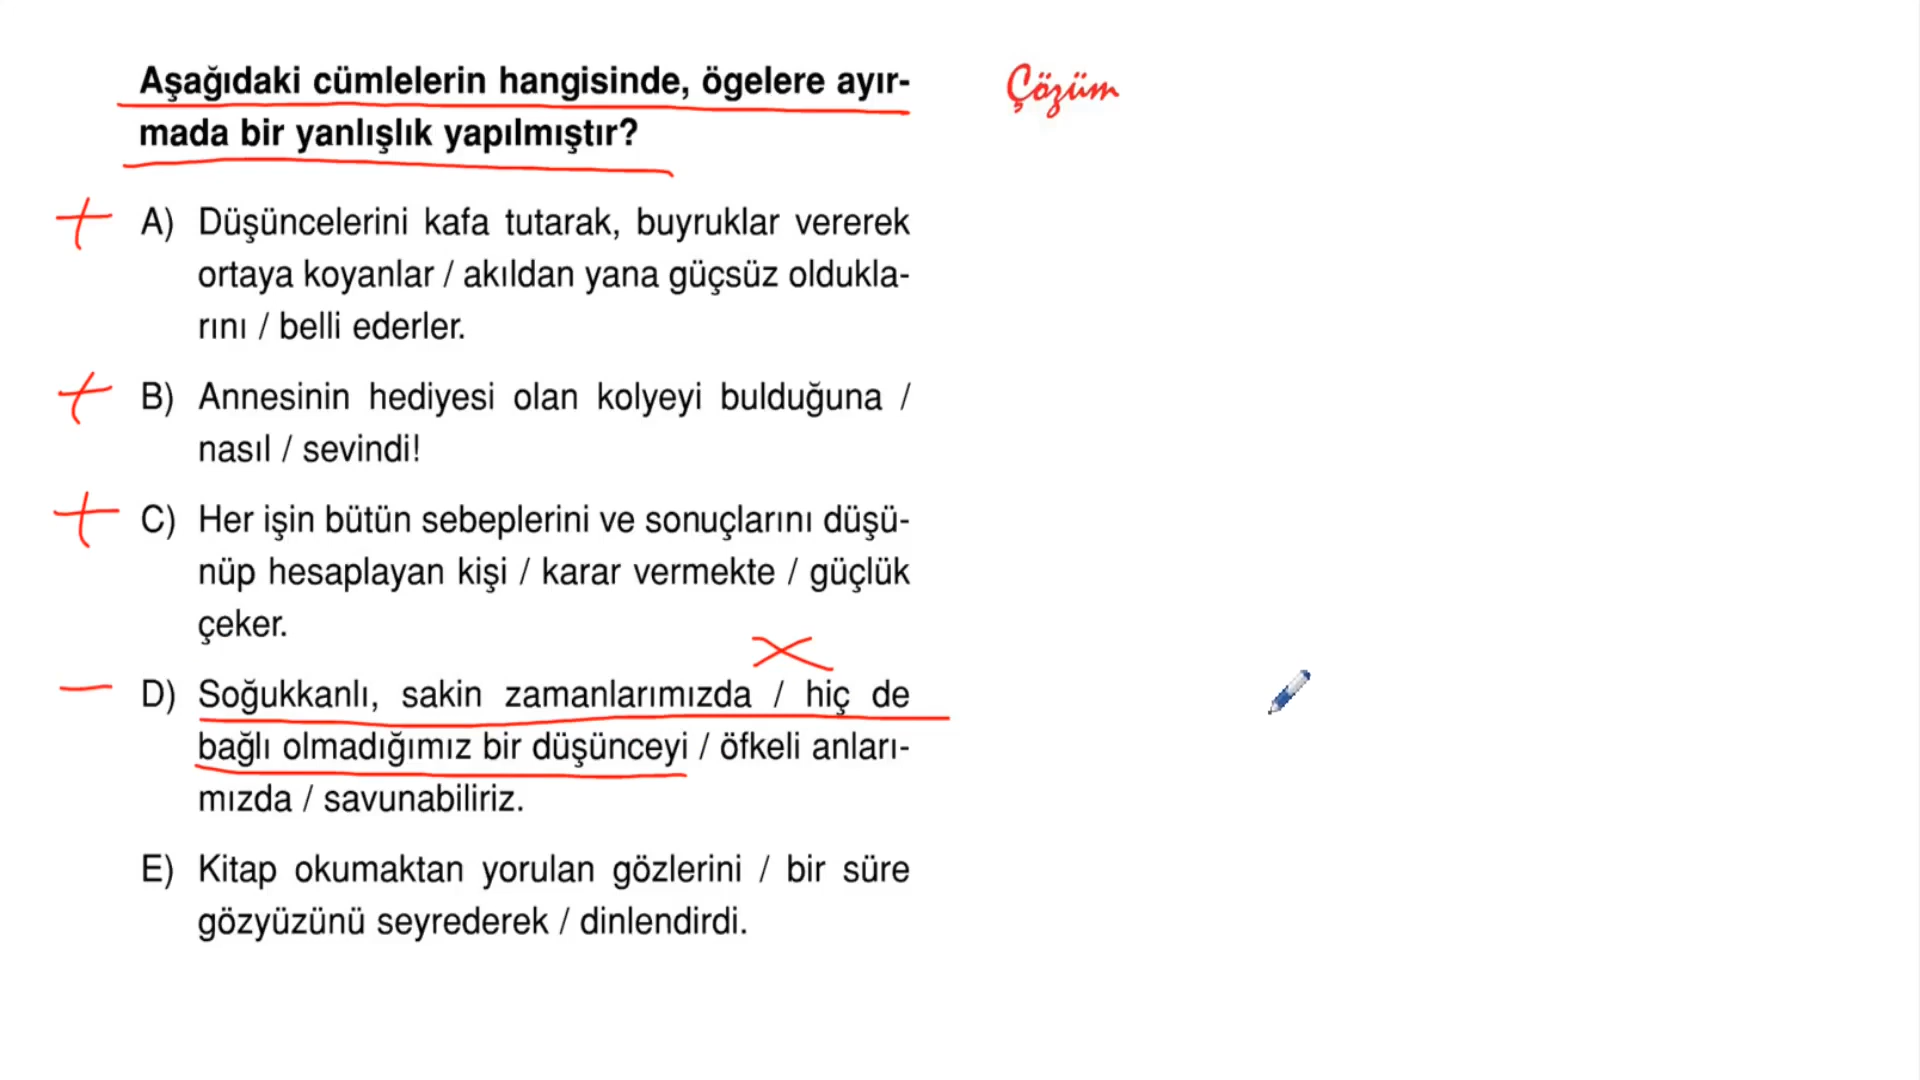 Aşağıdaki cümlelerin hangisinde, ögelere ayır-
mada bir yanlışlık yapılmıştır?
Çözüm
A) Düşüncelerini kafa tutarak, buyruklar vererek
ortaya koyanlar / akıldan yana güçsüz oldukla-
rını / belli ederler.
B) Annesinin hediyesi olan kolyeyi bulduğuna /
nasıl / sevindi!
C) Her işin bütün sebeplerini ve sonuçlarını düşü-
nüp hesaplayan kişi / karar vermekte / güçlük
çeker.
D) Soğukkanlı, sakin zamanlarımızda / hiç de
bağlı olmadığımız bir düşünceyi / öfkeli anları-
mızda / savunabiliriz.
E) Kitap okumaktan yorulan gözlerini / bir süre
gözyüzünü seyrederek / dinlendirdi.